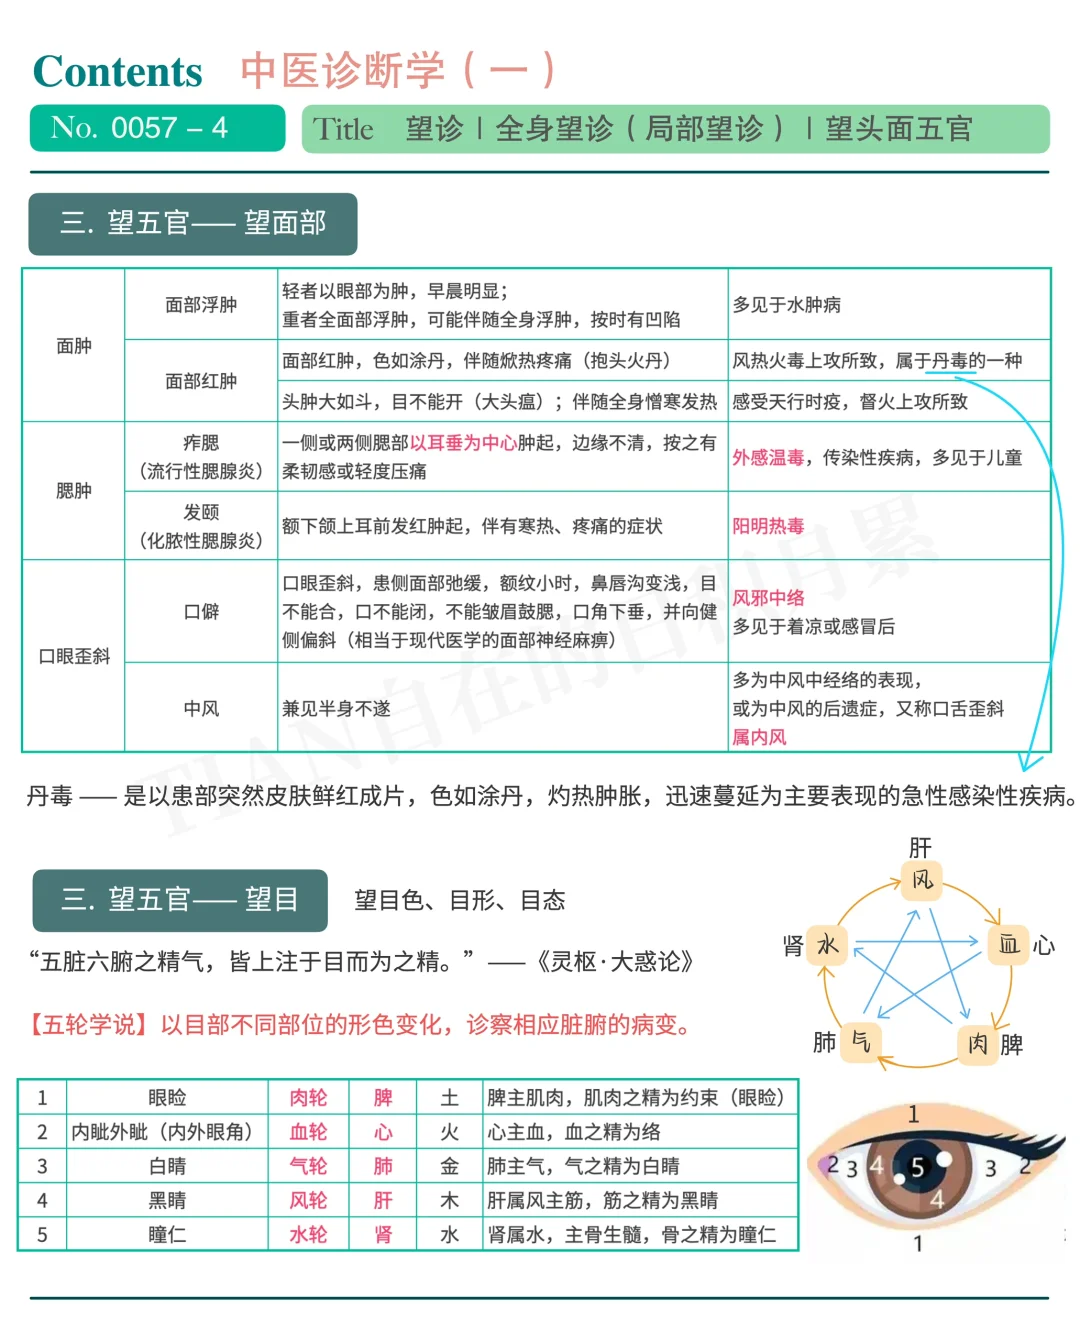 Contents 中医诊断学（一）
No. 0057 – 4
Title 望诊 | 全身望诊（局部望诊）| 望头面五官
三. 望五官—— 望面部
面肿
面部浮肿
轻者以眼部为肿，早晨明显；
重者全面部浮肿，可能伴随全身浮肿，按时有凹陷
多见于水肿病
面部红肿
面部红肿，色如涂丹，伴随焮热疼痛（抱头火丹）
风热火毒上攻所致，属于丹毒的一种
头肿大如斗，目不能开（大头瘟）；伴随全身憎寒发热
感受天行时疫，督火上攻所致
腮肿
痄腮
（流行性腮腺炎）
一侧或两侧腮部以耳垂为中心肿起，边缘不清，按之有
柔韧感或轻度压痛
外感温毒，传染性疾病，多见于儿童
发颐
（化脓性腮腺炎）
额下颌上耳前发红肿起，伴有寒热、疼痛的症状
阳明热毒
口眼歪斜
口僻
口眼歪斜，患侧面部弛缓，额纹小时，鼻唇沟变浅，目
不能合，口不能闭，不能皱眉鼓腮，口角下垂，并向健
侧偏斜（相当于现代医学的面部神经麻痹）
风邪中络
多见于着凉或感冒后
中风
兼见半身不遂
多为中风中经络的表现，
或为中风的后遗症，又称口舌歪斜
属内风
TIAN自在的日积月累
丹毒 —— 是以患部突然皮肤鲜红成片，色如涂丹，灼热肿胀，迅速蔓延为主要表现的急性感染性疾病。
三. 望五官—— 望目
望目色、目形、目态
“五脏六腑之精气，皆上注于目而为之精。” ——《灵枢·大惑论》
【五轮学说】以目部不同部位的形色变化，诊察相应脏腑的病变。
肝
风
肾 水
血 心
肺 气
肉 脾
1 眼睑 肉轮 脾 土 脾主肌肉，肌肉之精为约束（眼睑）
2 内眦外眦（内外眼角） 血轮 心 火 心主血，血之精为络
3 白睛 气轮 肺 金 肺主气，气之精为白睛
4 黑睛 风轮 肝 木 肝属风主筋，筋之精为黑睛
5 瞳仁 水轮 肾 水 肾属水，主骨生髓，骨之精为瞳仁
1
2 3 4 5 3 2
4
1